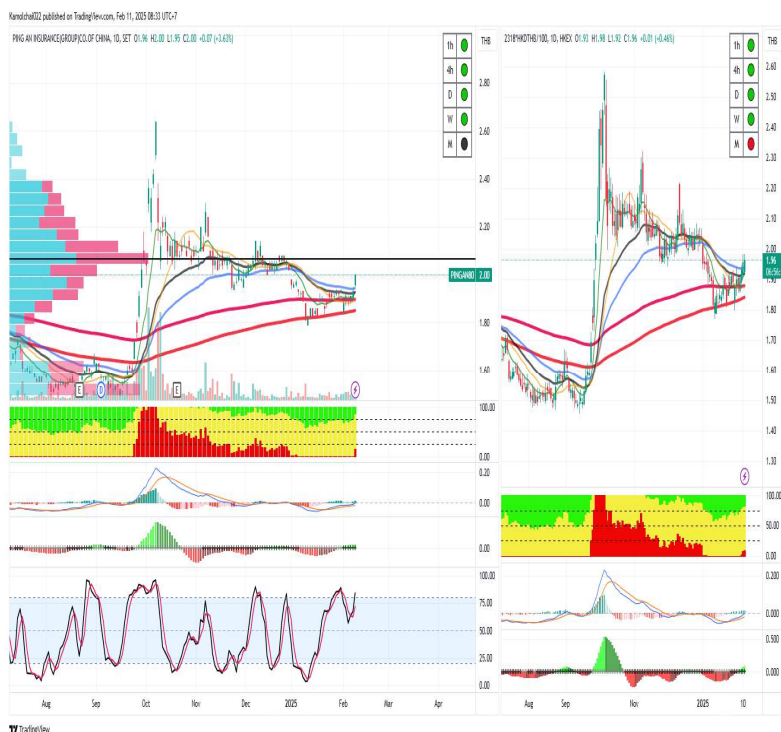 Kamolchai022 published on TradingView.com, Feb 11, 2025 08:33 UTC+7
PING AN INSURANCE(GROUP)CO.OF CHINA, 1D, SET O1.96 H2.00 L1.95 C2.00 +0.07 (+3.63%)
THB
1h
4h
D
W
M
2.80
2.60
2.40
2.20
PINGAN80 2.00
1.80
1.60
E
D
E
100.00
0.00
0.20
0.00
0.00
100.00
75.00
50.00
25.00
0.00
Aug
Sep
Oct
Nov
Dec
2025
Feb
Mar
Apr
2318*HKDTHB/100, 1D, HKEX O1.93 H1.98 L1.92 C1.96 +0.01 (+0.46%)
THB
1h
4h
D
W
M
2.60
2.50
2.40
2.30
2.20
2.10
2.00
1.96
1.80
1.70
1.60
1.50
1.40
1.30
100.00
50.00
0.00
0.200
0.000
0.500
0.000
Aug
Sep
Nov
2025
10
TradingView